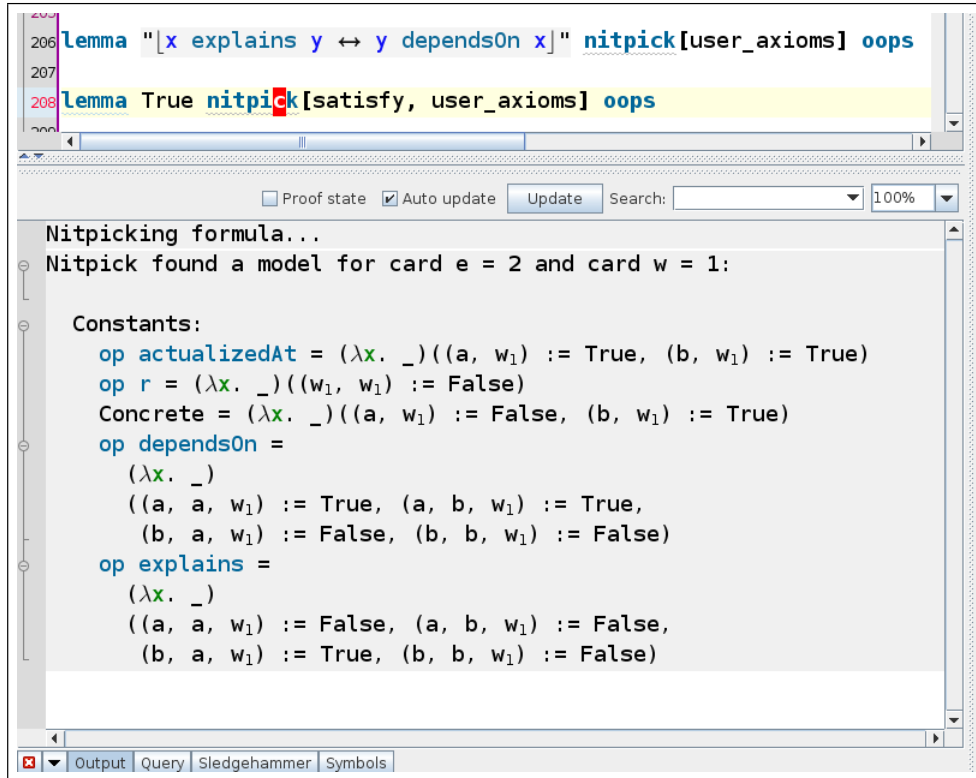 206 lemma "⌊x explains y ↔ y dependsOn x⌋" nitpick[user_axioms] oops
207
208 lemma True nitpick[satisfy, user_axioms] oops
Proof state Auto update Update Search: 100%
Nitpicking formula...
Nitpick found a model for card e = 2 and card w = 1:
Constants:
op actualizedAt = (λx. _)((a, w₁) := True, (b, w₁) := True)
op r = (λx. _)((w₁, w₁) := False)
Concrete = (λx. _)((a, w₁) := False, (b, w₁) := True)
op dependsOn =
(λx. _)
((a, a, w₁) := True, (a, b, w₁) := True,
(b, a, w₁) := False, (b, b, w₁) := False)
op explains =
(λx. _)
((a, a, w₁) := False, (a, b, w₁) := False,
(b, a, w₁) := True, (b, b, w₁) := False)
Output Query Sledgehammer Symbols